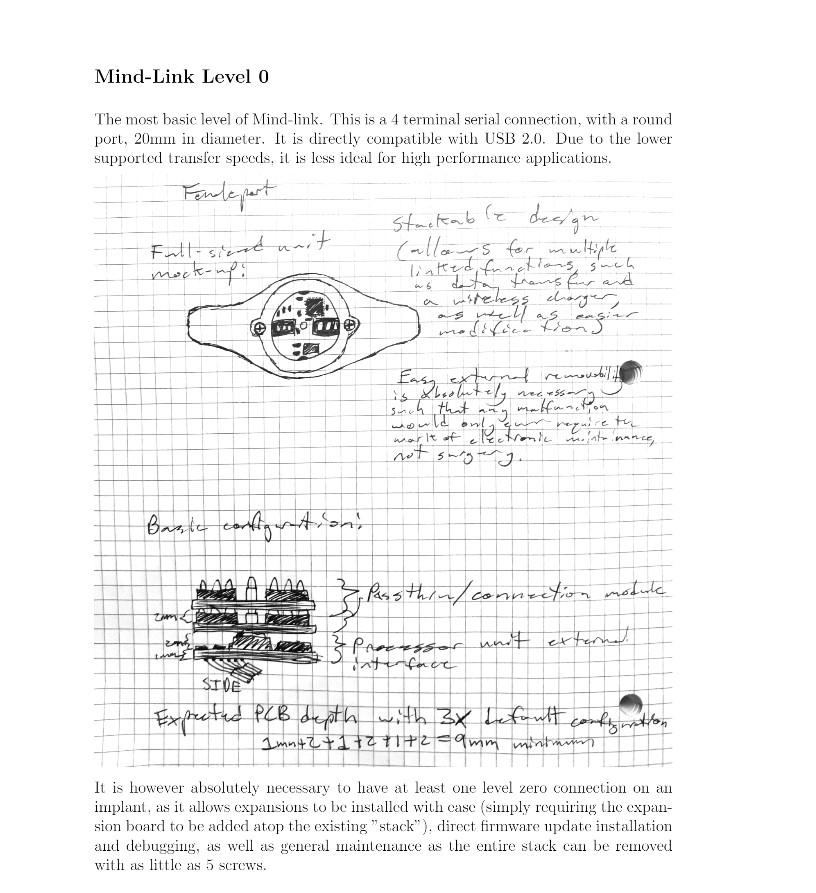 Mind-Link Level 0
The most basic level of Mind-link. This is a 4 terminal serial connection, with a round
port, 20mm in diameter. It is directly compatible with USB 2.0. Due to the lower
supported transfer speeds, it is less ideal for high performance applications.
Full-sized unit
mock-up:
Stackable design
(allows for multiple
linked functions, such
as data transfer and
a wireless charger,
as well as easier
modification)
Easy external removability
is absolutely necessary
such that any malfunction
would only ever require the
work of electronic maintenance,
not surgery.
Basic configuration:
Passthru/connection module
2mm
2mm
1mm
Processor unit external
interface
SIDE
Expected PCB depth with 3X default configuration
1mm+2+1+2+1+2=9mm minimum
It is however absolutely necessary to have at least one level zero connection on an
implant, as it allows expansions to be installed with ease (simply requiring the expan-
sion board to be added atop the existing "stack"), direct firmware update installation
and debugging, as well as general maintenance as the entire stack can be removed
with as little as 5 screws.